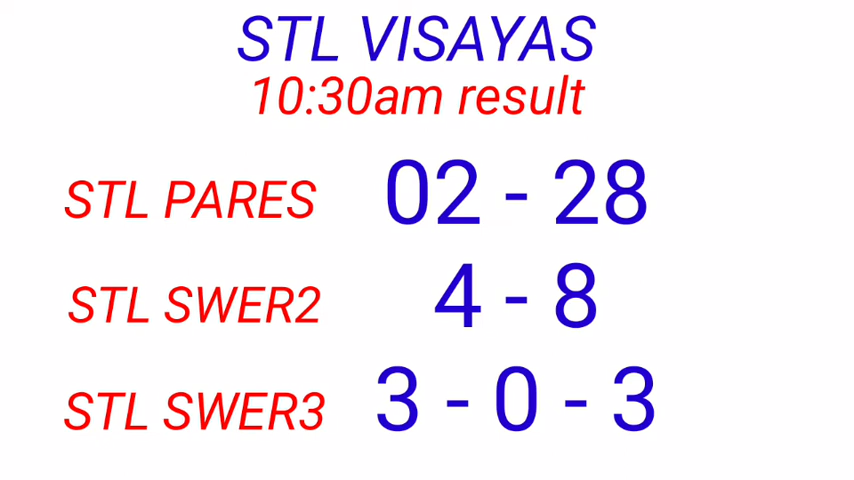 STL VISAYAS
10:30am result
STL PARES 02 - 28
STL SWER2 4 - 8
STL SWER3 3 - 0 - 3